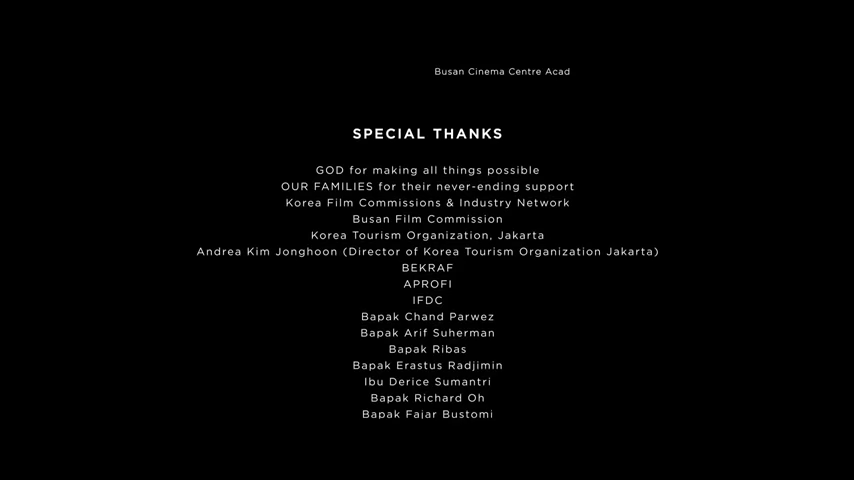 Busan Cinema Centre Acad
SPECIAL THANKS
GOD for making all things possible
OUR FAMILIES for their never-ending support
Korea Film Commissions & Industry Network
Busan Film Commission
Korea Tourism Organization, Jakarta
Andrea Kim Jonghoon (Director of Korea Tourism Organization Jakarta)
BEKRAF
APROFI
IFDC
Bapak Chand Parwez
Bapak Arif Suherman
Bapak Ribas
Bapak Erastus Radjimin
Ibu Derice Sumantri
Bapak Richard Oh
Bapak Fajar Bustomi